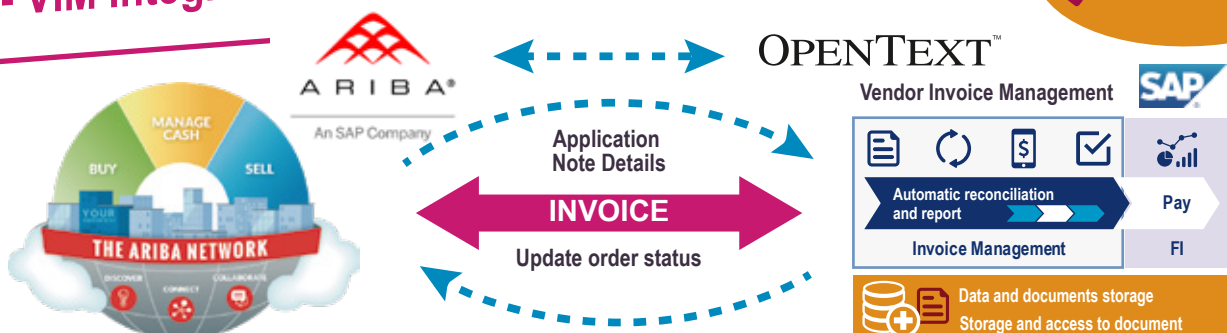 VIM
ARIBA®
An SAP Company
OPENTEXT™
Vendor Invoice Management
SAP
BUY
MANAGE
CASH
SELL
YOUR
THE ARIBA NETWORK
DISCOVER
CONNECT
COLLABORATE
Application
Note Details
INVOICE
Update order status
$
Automatic reconciliation
and report
Pay
Invoice Management
FI
Data and documents storage
Storage and access to document